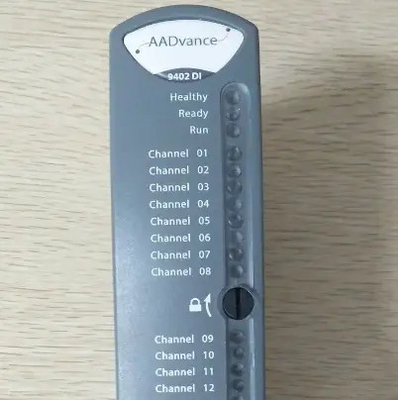 AADvance
9402 DI
Healthy
Ready
Run
Channel 01
Channel 02
Channel 03
Channel 04
Channel 05
Channel 06
Channel 07
Channel 08
Channel 09
Channel 10
Channel 11
Channel 12